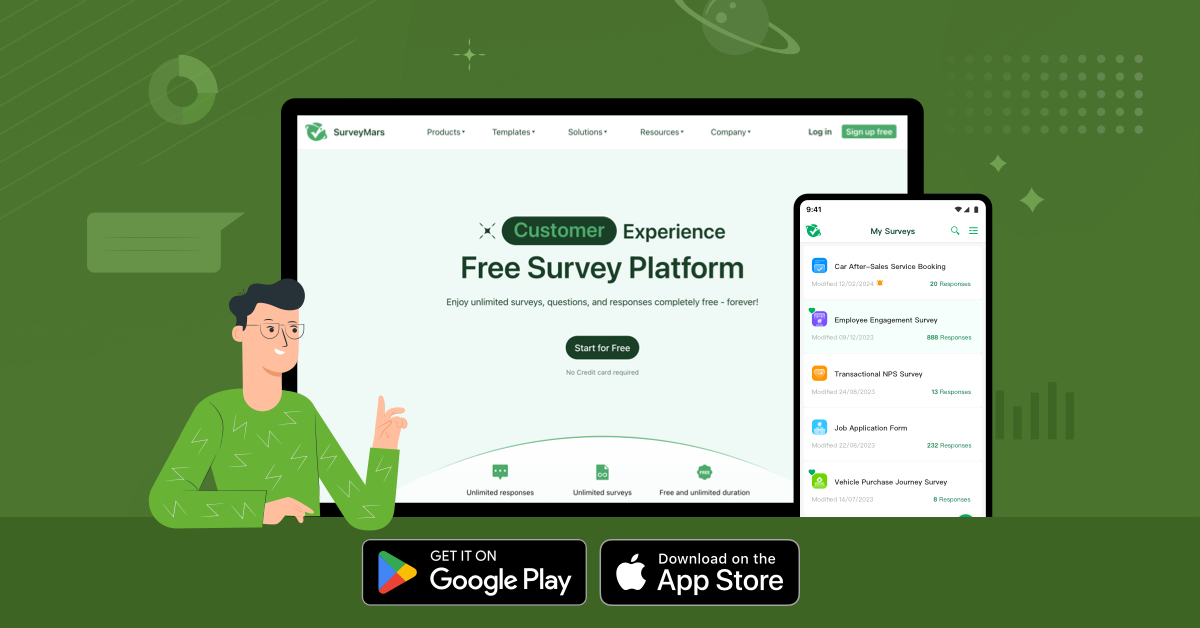 SurveyMars
Products
Templates
Solutions
Resources
Company
Log in
Sign up free
Customer Experience
Free Survey Platform
Enjoy unlimited surveys, questions, and responses completely free - forever!
Start for Free
No Credit card required
Unlimited responses
Unlimited surveys
FREE
Free and unlimited duration
9:41
My Surveys
Car After-Sales Service Booking
Modified 12/02/2024
20 Responses
Employee Engagement Survey
Modified 09/12/2023
888 Responses
Transactional NPS Survey
Modified 24/08/2023
13 Responses
Job Application Form
Modified 22/08/2023
232 Responses
Vehicle Purchase Journey Survey
Modified 14/07/2023
8 Responses
GET IT ON
Google Play
Download on the
App Store